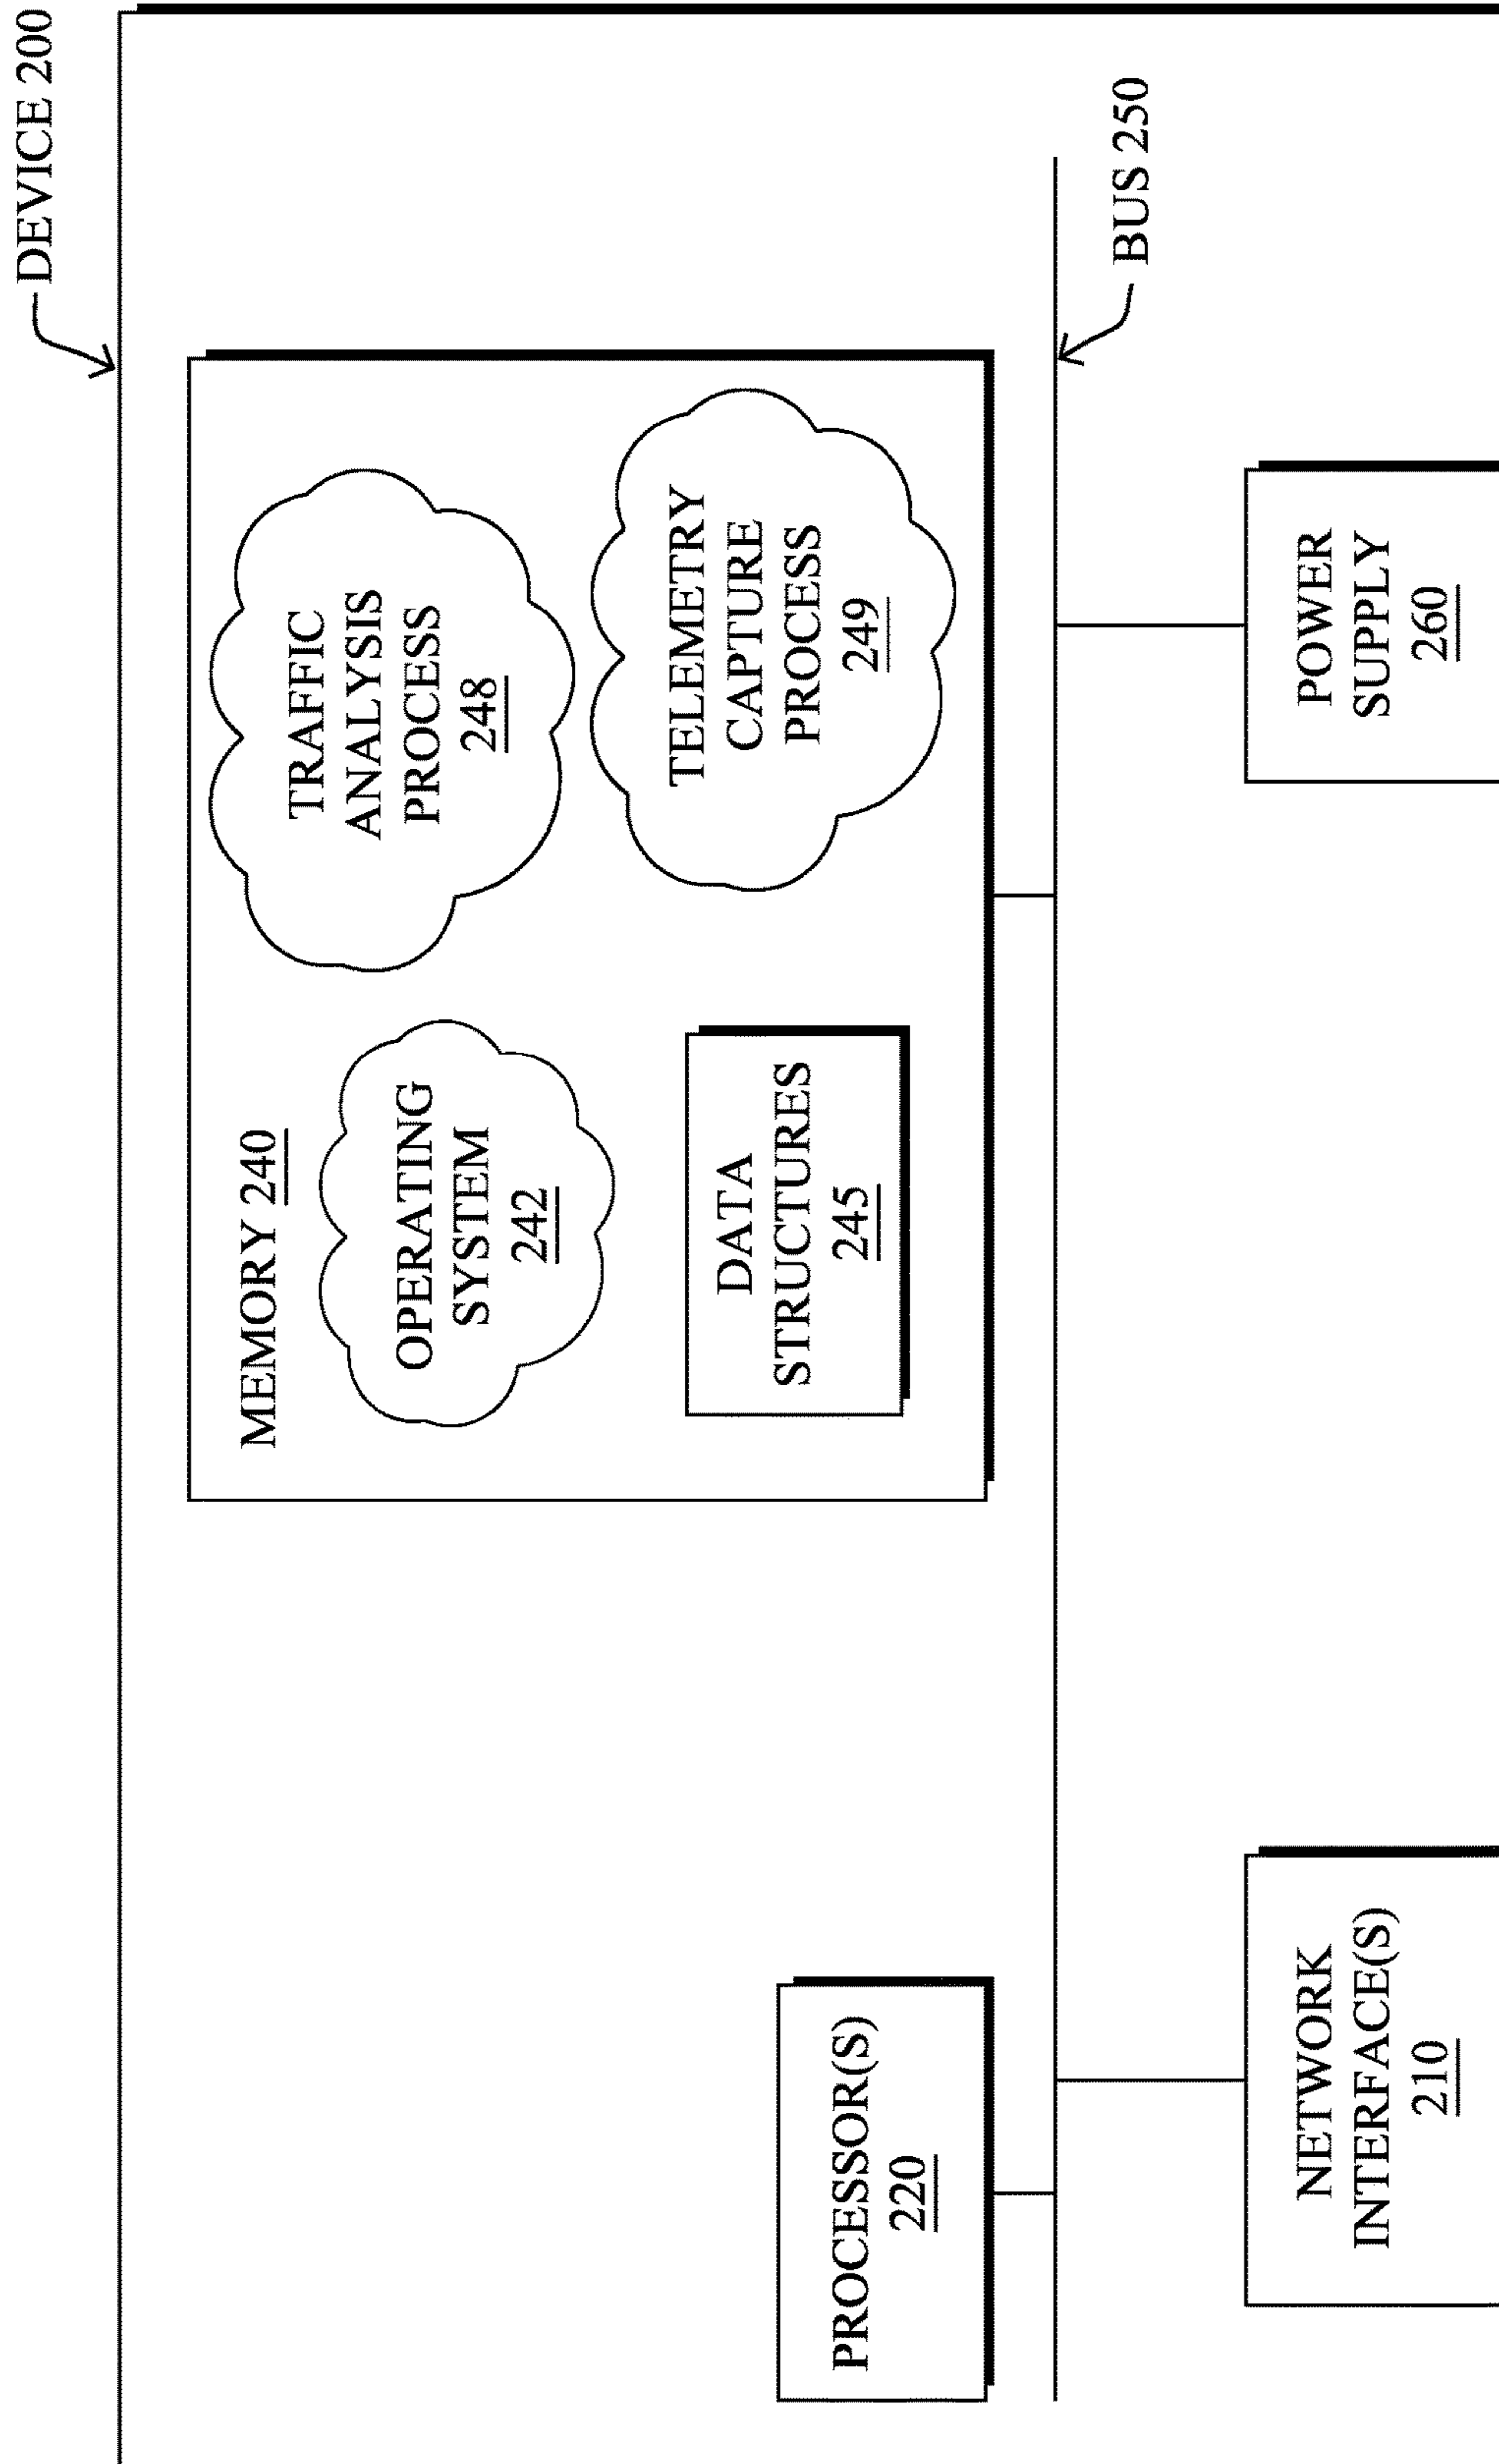 DEVICE 200
MEMORY 240
OPERATING
SYSTEM
242
DATA
STRUCTURES
245
TRAFFIC
ANALYSIS
PROCESS
248
TELEMETRY
CAPTURE
PROCESS
249
PROCESSOR(S)
220
BUS 250
NETWORK
INTERFACE(S)
210
POWER
SUPPLY
260